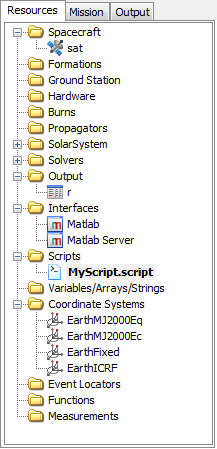 Resources Mission Output
Spacecraft
sat
Formations
Ground Station
Hardware
Burns
Propagators
SolarSystem
Solvers
Output
r
Interfaces
Matlab
Matlab Server
Scripts
MyScript.script
Variables/Arrays/Strings
Coordinate Systems
EarthMJ2000Eq
EarthMJ2000Ec
EarthFixed
EarthICRF
Event Locators
Functions
Measurements